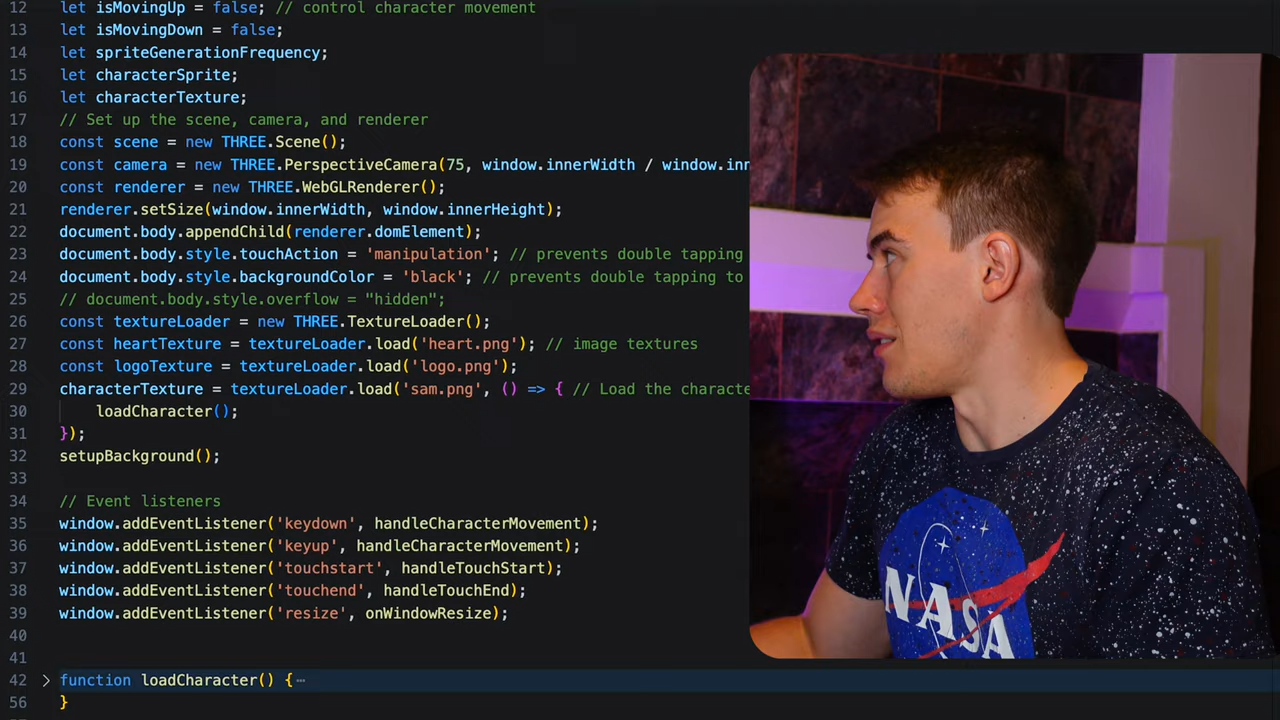 12 let isMovingUp = false; // control character movement
13 let isMovingDown = false;
14 let spriteGenerationFrequency;
15 let characterSprite;
16 let characterTexture;
17 // Set up the scene, camera, and renderer
18 const scene = new THREE.Scene();
19 const camera = new THREE.PerspectiveCamera(75, window.innerWidth / window.inn
20 const renderer = new THREE.WebGLRenderer();
21 renderer.setSize(window.innerWidth, window.innerHeight);
22 document.body.appendChild(renderer.domElement);
23 document.body.style.touchAction = 'manipulation'; // prevents double tapping
24 document.body.style.backgroundColor = 'black'; // prevents double tapping to
25 // document.body.style.overflow = "hidden";
26 const textureLoader = new THREE.TextureLoader();
27 const heartTexture = textureLoader.load('heart.png'); // image textures
28 const logoTexture = textureLoader.load('logo.png');
29 characterTexture = textureLoader.load('sam.png', () => { // Load the characte
30 loadCharacter();
31 });
32 setupBackground();
33
34 // Event listeners
35 window.addEventListener('keydown', handleCharacterMovement);
36 window.addEventListener('keyup', handleCharacterMovement);
37 window.addEventListener('touchstart', handleTouchStart);
38 window.addEventListener('touchend', handleTouchEnd);
39 window.addEventListener('resize', onWindowResize);
40
41
42 function loadCharacter() {⋯
56 }
NASA